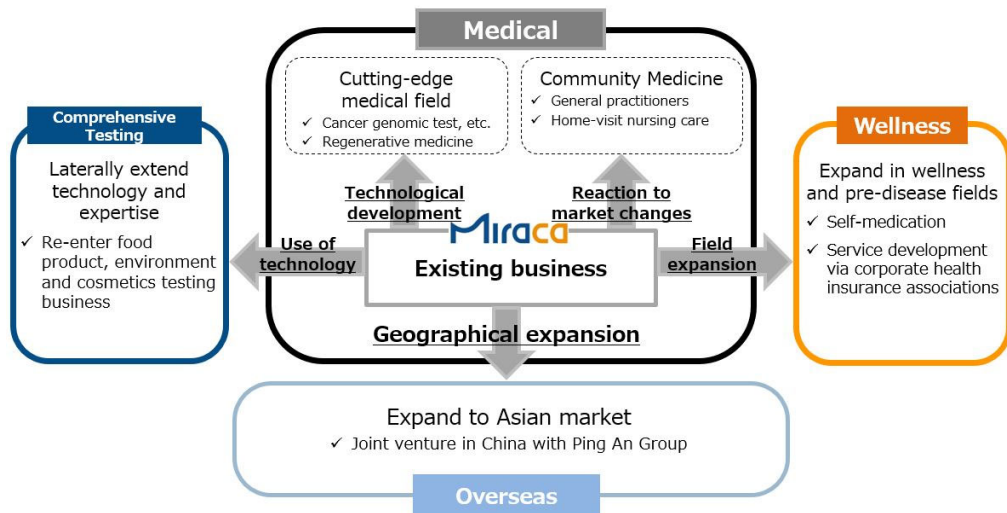 Medical
Cutting-edge
medical field
✓ Cancer genomic test, etc.
✓ Regenerative medicine
Community Medicine
✓ General practitioners
✓ Home-visit nursing care
Comprehensive
Testing
Laterally extend
technology and
expertise
✓ Re-enter food
product, environment
and cosmetics testing
business
Wellness
Expand in wellness
and pre-disease fields
✓ Self-medication
✓ Service development
via corporate health
insurance associations
Technological
development
Reaction to
market changes
Use of
technology
Miraca
Existing business
Field
expansion
Geographical expansion
Expand to Asian market
✓ Joint venture in China with Ping An Group
Overseas